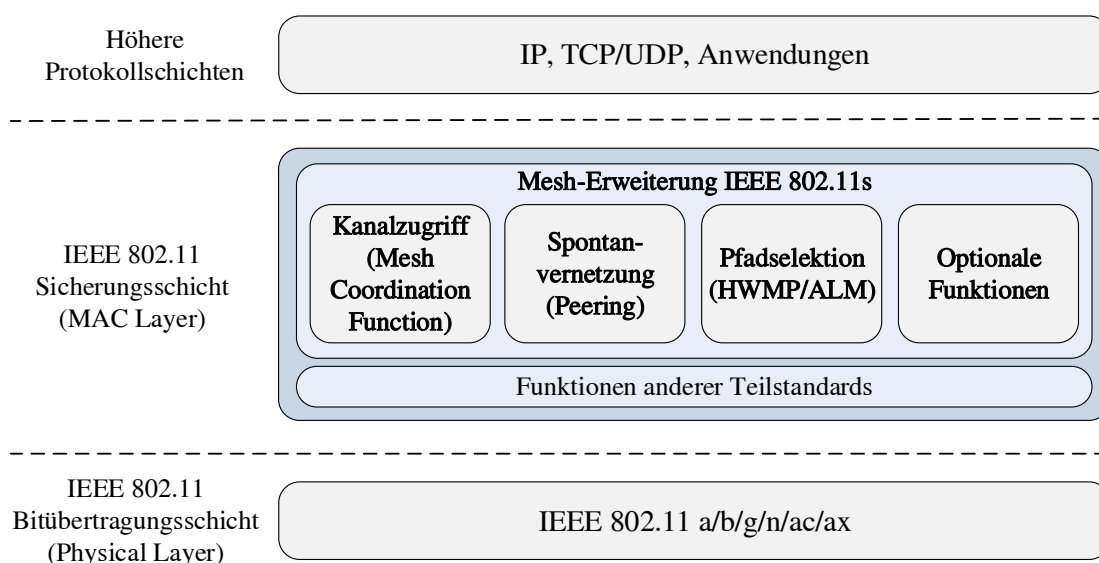 Höhere
Protokollschichten
IP, TCP/UDP, Anwendungen
IEEE 802.11
Sicherungsschicht
(MAC Layer)
Mesh-Erweiterung IEEE 802.11s
Kanalzugriff
(Mesh
Coordination
Function)
Spontan-
vernetzung
(Peering)
Pfadselektion
(HWMP/ALM)
Optionale
Funktionen
Funktionen anderer Teilstandards
IEEE 802.11
Bitübertragungsschicht
(Physical Layer)
IEEE 802.11 a/b/g/n/ac/ax